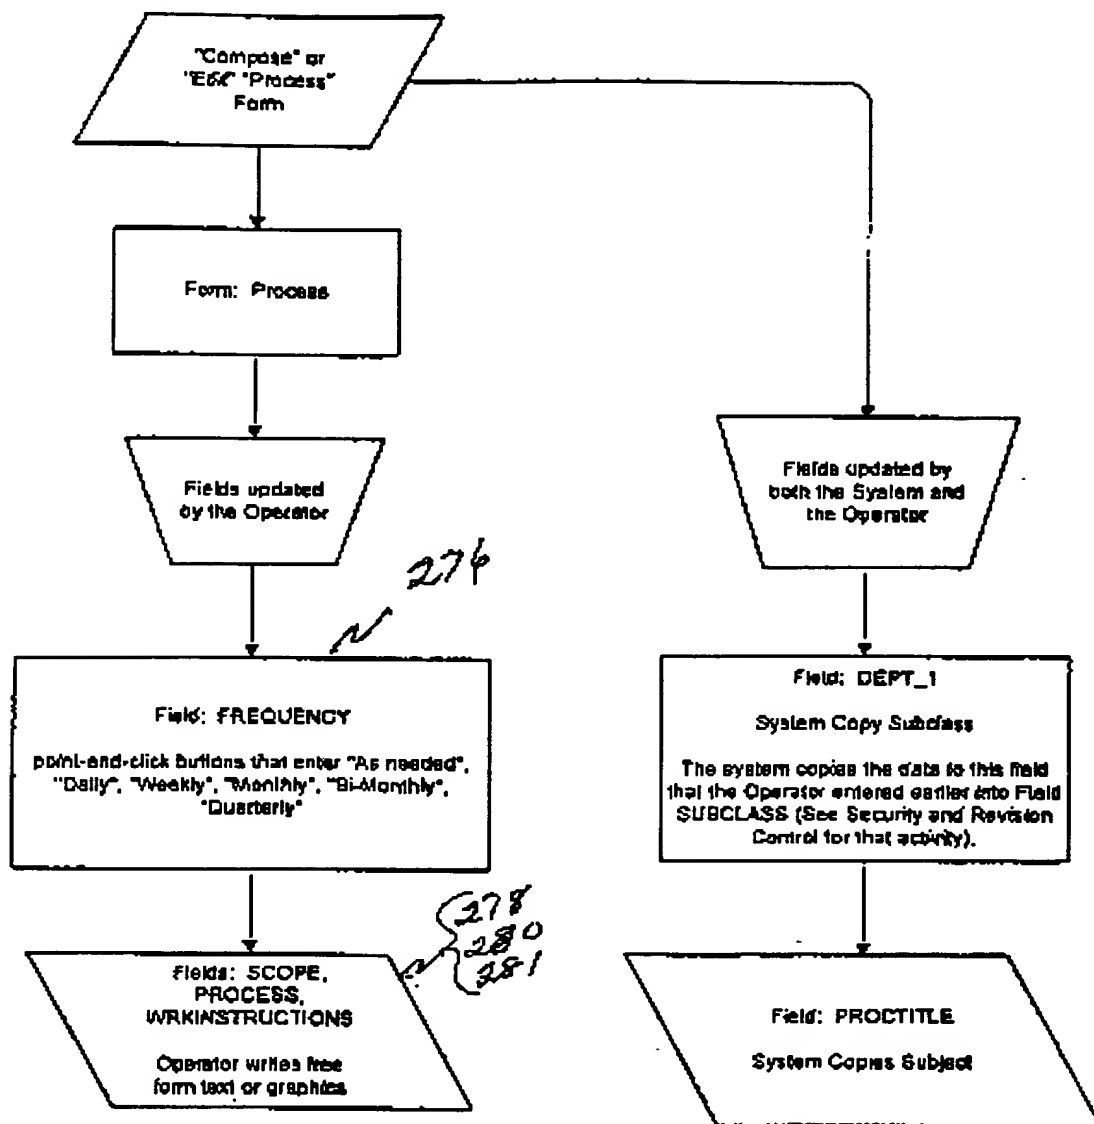 "Compose" or
"Edit" "Process"
Form
Form: Process
Fields updated
by the Operator
Fields updated by
both the System and
the Operator
276
Field: FREQUENCY
point-and-click buttons that enter "As needed",
"Daily", "Weekly", "Monthly", "Bi-Monthly",
"Quarterly"
Field: DEPT_1
System Copy Subclass
The system copies the data to this field
that the Operator entered earlier into Field
SUBCLASS (See Security and Revision
Control for that activity).
278
280
281
Fields: SCOPE,
PROCESS,
WRKINSTRUCTIONS
Operator writes free
form text or graphics
Field: PROCTITLE
System Copies Subject